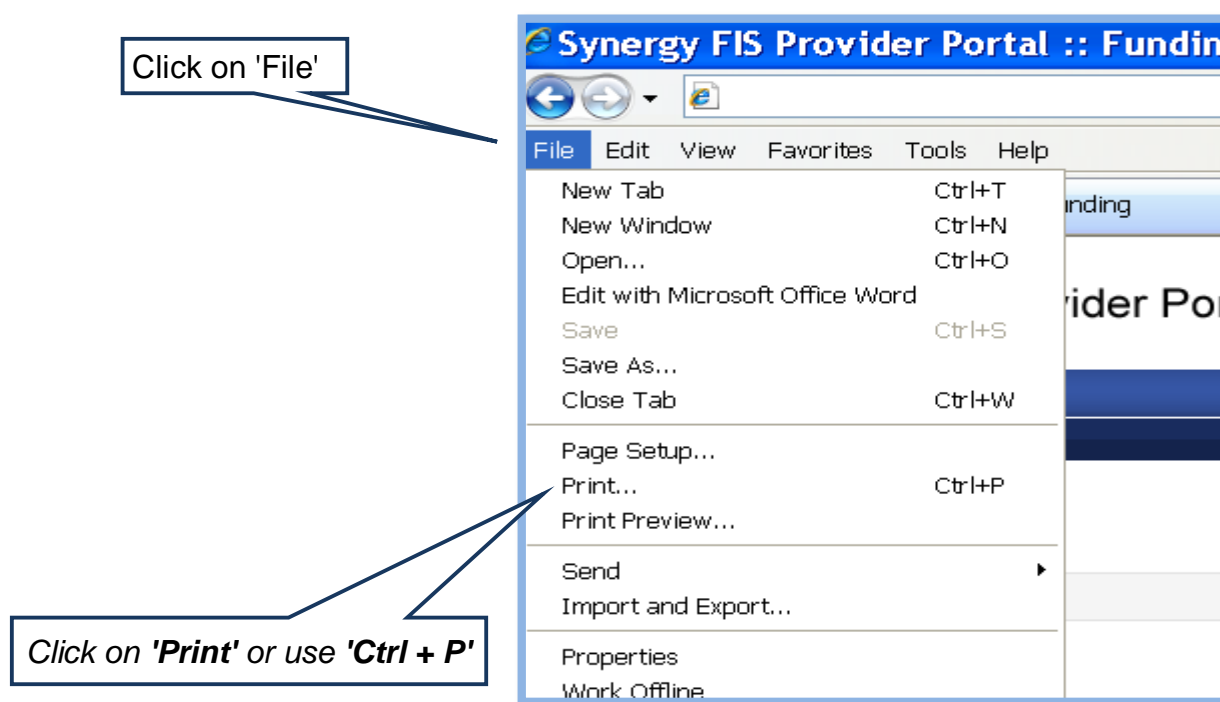 Click on 'File'
Synergy FIS Provider Portal :: Fundin
File Edit View Favorites Tools Help
New Tab Ctrl+T
New Window Ctrl+N
Open... Ctrl+O
Edit with Microsoft Office Word
Save Ctrl+S
Save As...
Close Tab Ctrl+W
Page Setup...
Print... Ctrl+P
Print Preview...
Send
Import and Export...
Properties
Work Offline
unding
vider Por
Click on 'Print' or use 'Ctrl + P'